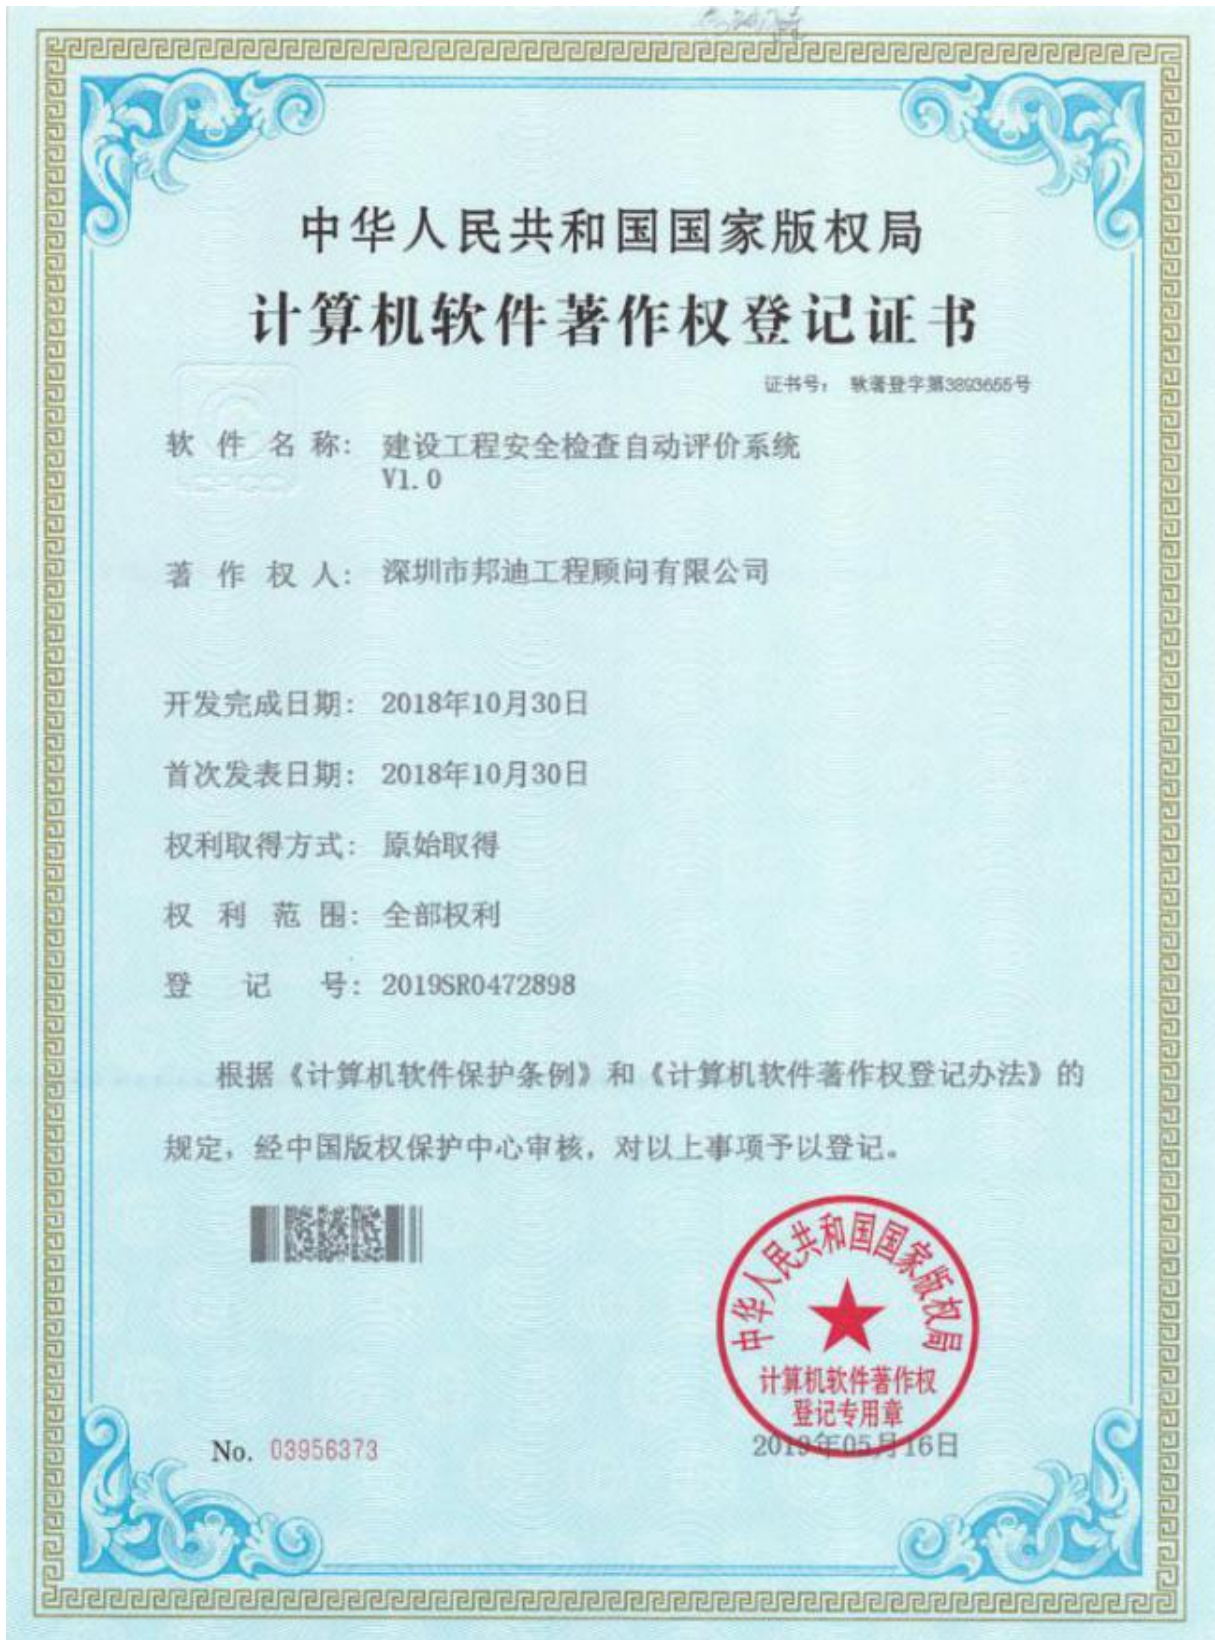 中华人民共和国国家版权局
计算机软件著作权登记证书
证书号： 软著登字第3893655号
软件名称： 建设工程安全检查自动评价系统
V1.0
著作权人： 深圳市邦迪工程顾问有限公司
开发完成日期： 2018年10月30日
首次发表日期： 2018年10月30日
权利取得方式： 原始取得
权利范围： 全部权利
登记号： 2019SR0472898
根据《计算机软件保护条例》和《计算机软件著作权登记办法》的
规定，经中国版权保护中心审核，对以上事项予以登记。
中华人民共和国国家版权局
计算机软件著作权
登记专用章
No. 03956373
2019年05月16日